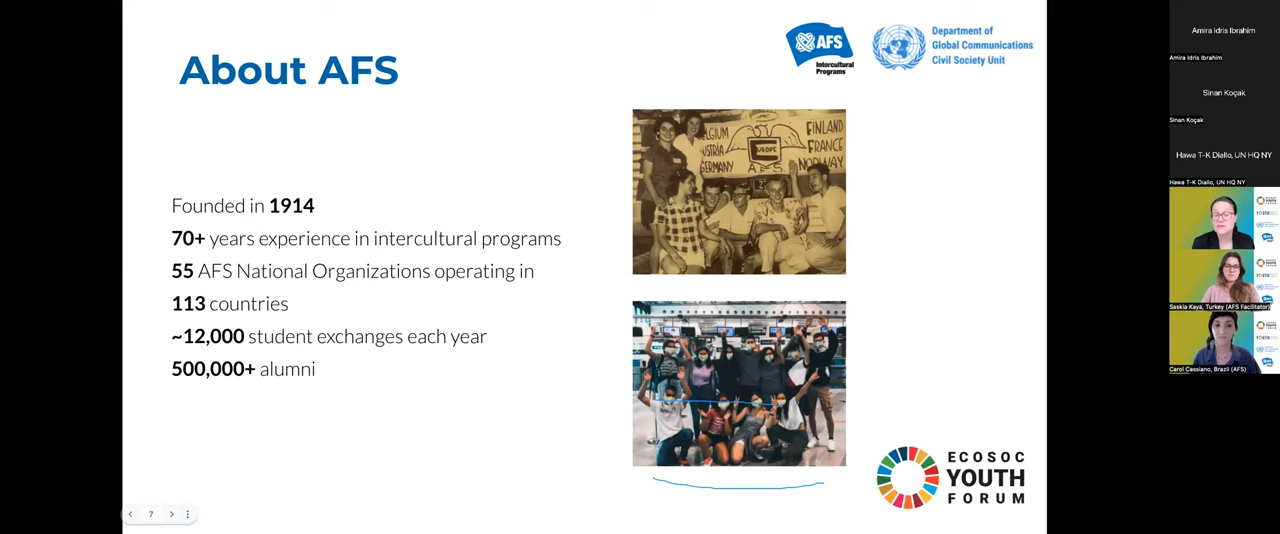 About AFS
AFS
Intercultural
Programs
Department of
Global Communications
Civil Society Unit
Founded in 1914
70+ years experience in intercultural programs
55 AFS National Organizations operating in
113 countries
~12,000 student exchanges each year
500,000+ alumni
FINLAND
FRANCE
NORWAY
GERMANY
EUROPE
AFS
ECOSOC
YOUTH
FORUM
7
Amira Idris Ibrahim
Amira Idris Ibrahim
Sinan Koçak
Sinan Koçak
Hawa T-K Diallo, UN HQ NY
Hawa T-K Diallo, UN HQ NY
Saskia Kaya, Turkey (AFS Facilitator)
Carol Cassiano, Brazil (AFS)